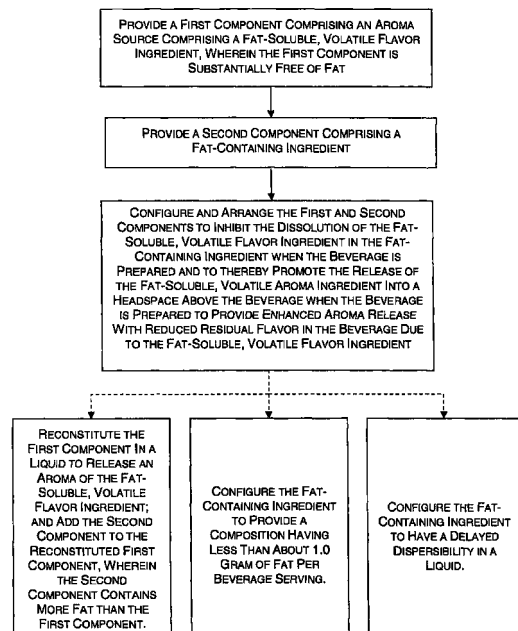 PROVIDE A FIRST COMPONENT COMPRISING AN AROMA
SOURCE COMPRISING A FAT-SOLUBLE, VOLATILE FLAVOR
INGREDIENT, WHEREIN THE FIRST COMPONENT IS
SUBSTANTIALLY FREE OF FAT
PROVIDE A SECOND COMPONENT COMPRISING A
FAT-CONTAINING INGREDIENT
CONFIGURE AND ARRANGE THE FIRST AND SECOND
COMPONENTS TO INHIBIT THE DISSOLUTION OF THE FAT-
SOLUBLE, VOLATILE FLAVOR INGREDIENT IN THE FAT-
CONTAINING INGREDIENT WHEN THE BEVERAGE IS
PREPARED AND TO THEREBY PROMOTE THE RELEASE OF
THE FAT-SOLUBLE, VOLATILE AROMA INGREDIENT INTO A
HEADSPACE ABOVE THE BEVERAGE WHEN THE BEVERAGE
IS PREPARED TO PROVIDE ENHANCED AROMA RELEASE
WITH REDUCED RESIDUAL FLAVOR IN THE BEVERAGE DUE
TO THE FAT-SOLUBLE, VOLATILE FLAVOR INGREDIENT
RECONSTITUTE THE
FIRST COMPONENT IN A
LIQUID TO RELEASE AN
AROMA OF THE FAT-
SOLUBLE, VOLATILE
FLAVOR INGREDIENT;
AND ADD THE SECOND
COMPONENT TO THE
RECONSTITUTED FIRST
COMPONENT, WHEREIN
THE SECOND
COMPONENT CONTAINS
MORE FAT THAN THE
FIRST COMPONENT.
CONFIGURE THE FAT-
CONTAINING INGREDIENT
TO PROVIDE A
COMPOSITION HAVING
LESS THAN ABOUT 1.0
GRAM OF FAT PER
BEVERAGE SERVING.
CONFIGURE THE FAT-
CONTAINING INGREDIENT
TO HAVE A DELAYED
DISPERSIBILITY IN A
LIQUID.